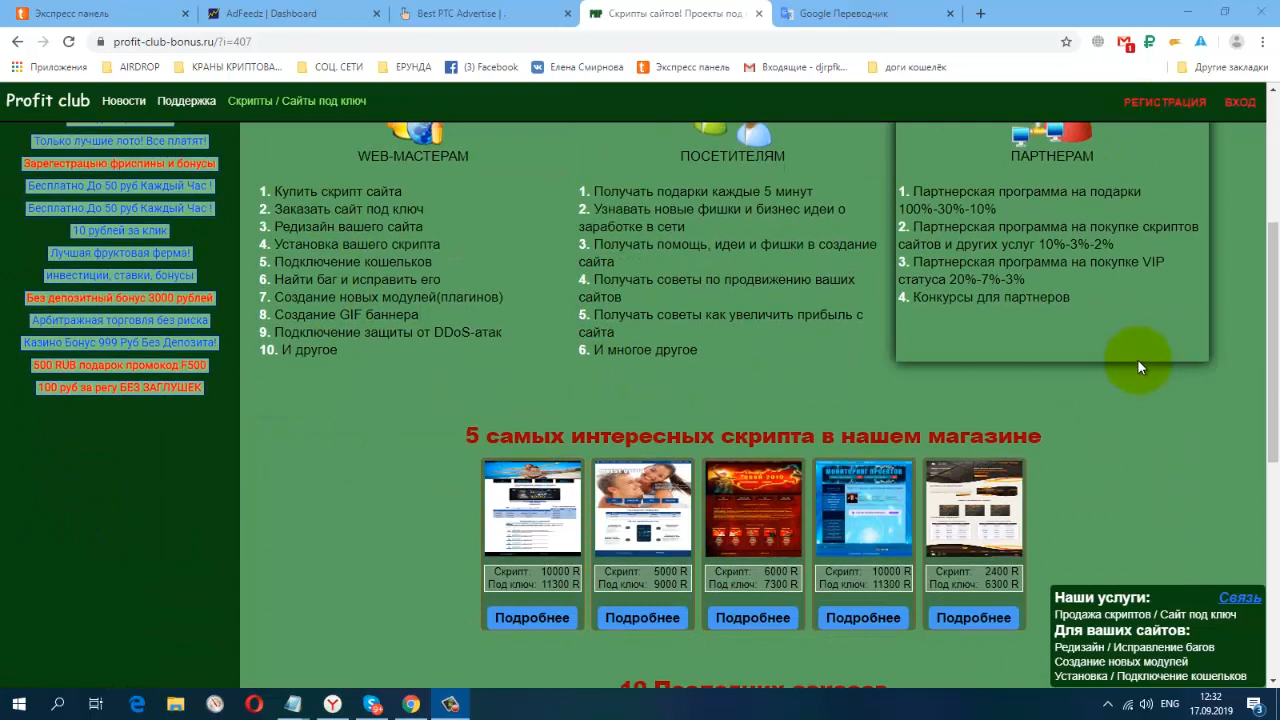 Экспресс панель
AdFeedz | Dashboard
Best PTC Advertise |
Скрипты сайтов! Проекты под
Google Переводчик
profit-club-bonus.ru/?i=407
Приложения
AIRDROP
КРАНЫ КРИПТОВА...
СОЦ. СЕТИ
ЕРУНДА
(3) Facebook
Елена Смирнова
Экспресс панель
Входящие - djrpfk...
доги кошелёк
Другие закладки
Profit club
Новости
Поддержка
Скрипты / Сайты под ключ
РЕГИСТРАЦИЯ
ВХОД
Только лучшие лото! Все платят!
Зарегестрацыю фриспины и бонусы
Бесплатно До 50 руб Каждый Час !
Бесплатно До 50 руб Каждый Час !
10 рублей за клик
Лучшая фруктовая ферма!
инвестиции, ставки, бонусы
Без депозитный бонус 3000 рублей
Арбитражная торговля без риска
Казино Бонус 999 Руб Без Депозита!
500 RUB подарок промокод F500
100 руб за регу БЕЗ ЗАГЛУШЕК
WEB-МАСТЕРАМ
1. Купить скрипт сайта
2. Заказать сайт под ключ
3. Редизайн вашего сайта
4. Установка вашего скрипта
5. Подключение кошельков
6. Найти баг и исправить его
7. Создание новых модулей(плагинов)
8. Создание GIF баннера
9. Подключение защиты от DDoS-атак
10. И другое
ПОСЕТИТЕЛЯМ
1. Получать подарки каждые 5 минут
2. Узнавать новые фишки и бизнес идеи о
заработке в сети
3. Получать помощь, идеи и фишки в создание
сайта
4. Получать советы по продвижению ваших
сайтов
5. Получать советы как увеличить прибыль с
сайта
6. И многое другое
ПАРТНЕРАМ
1. Партнерская программа на подарки
100%-30%-10%
2. Партнерская программа на покупке скриптов
сайтов и других услуг 10%-3%-2%
3. Партнерская программа на покупке VIP
статуса 20%-7%-3%
4. Конкурсы для партнеров
5 самых интересных скрипта в нашем магазине
МОНИТОРИНГ ПРОЕКТОВ
Скрипт: 10000 R
Под ключ: 11300 R
Подробнее
Скрипт: 5000 R
Под ключ: 9000 R
Подробнее
Скрипт: 6000 R
Под ключ: 7300 R
Подробнее
Скрипт: 10000 R
Под ключ: 11300 R
Подробнее
Скрипт: 2400 R
Под ключ: 6300 R
Подробнее
10 Последних заказов
Наши услуги:
Связь
Продажа скриптов / Сайт под ключ
Для ваших сайтов:
Редизайн / Исправление багов
Создание новых модулей
Установка / Подключение кошельков
ENG
12:32
17.09.2019